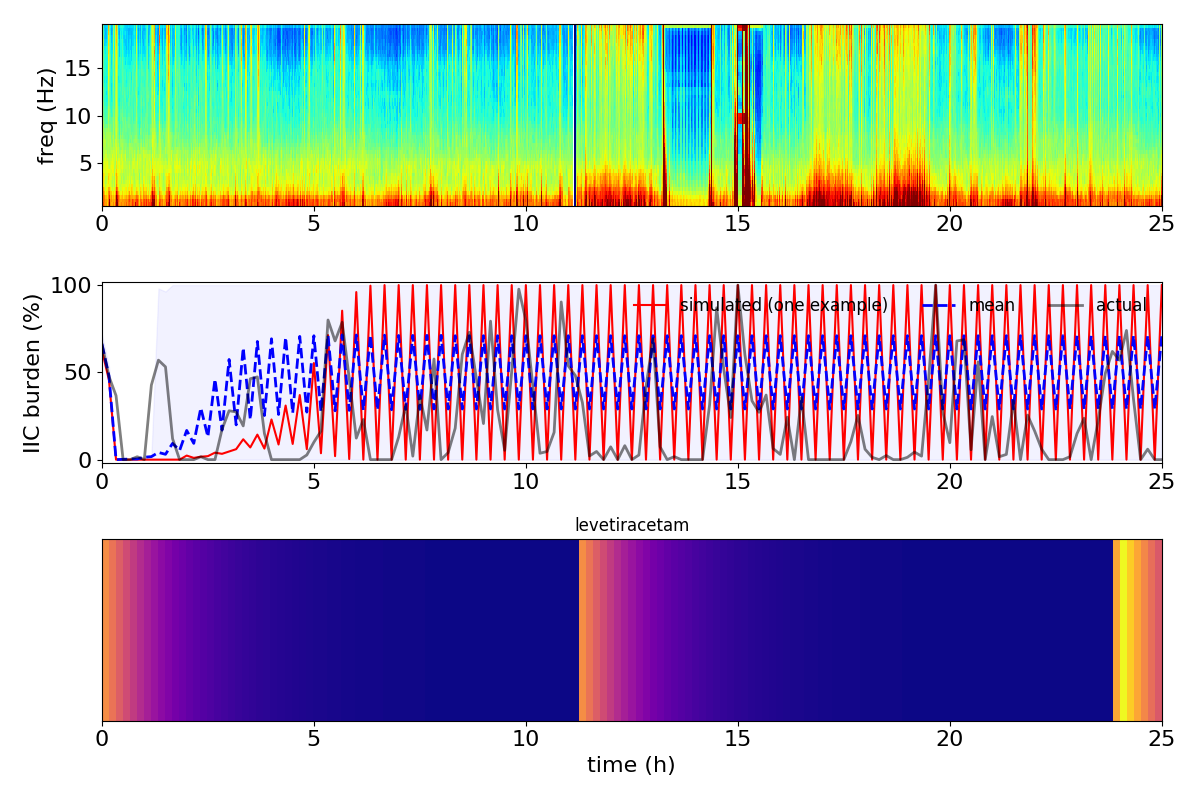 freq (Hz)
15
10
5
0 5 10 15 20 25
IIC burden (%)
100
50
0
simulated (one example) mean actual
0 5 10 15 20 25
levetiracetam
0 5 10 15 20 25
time (h)